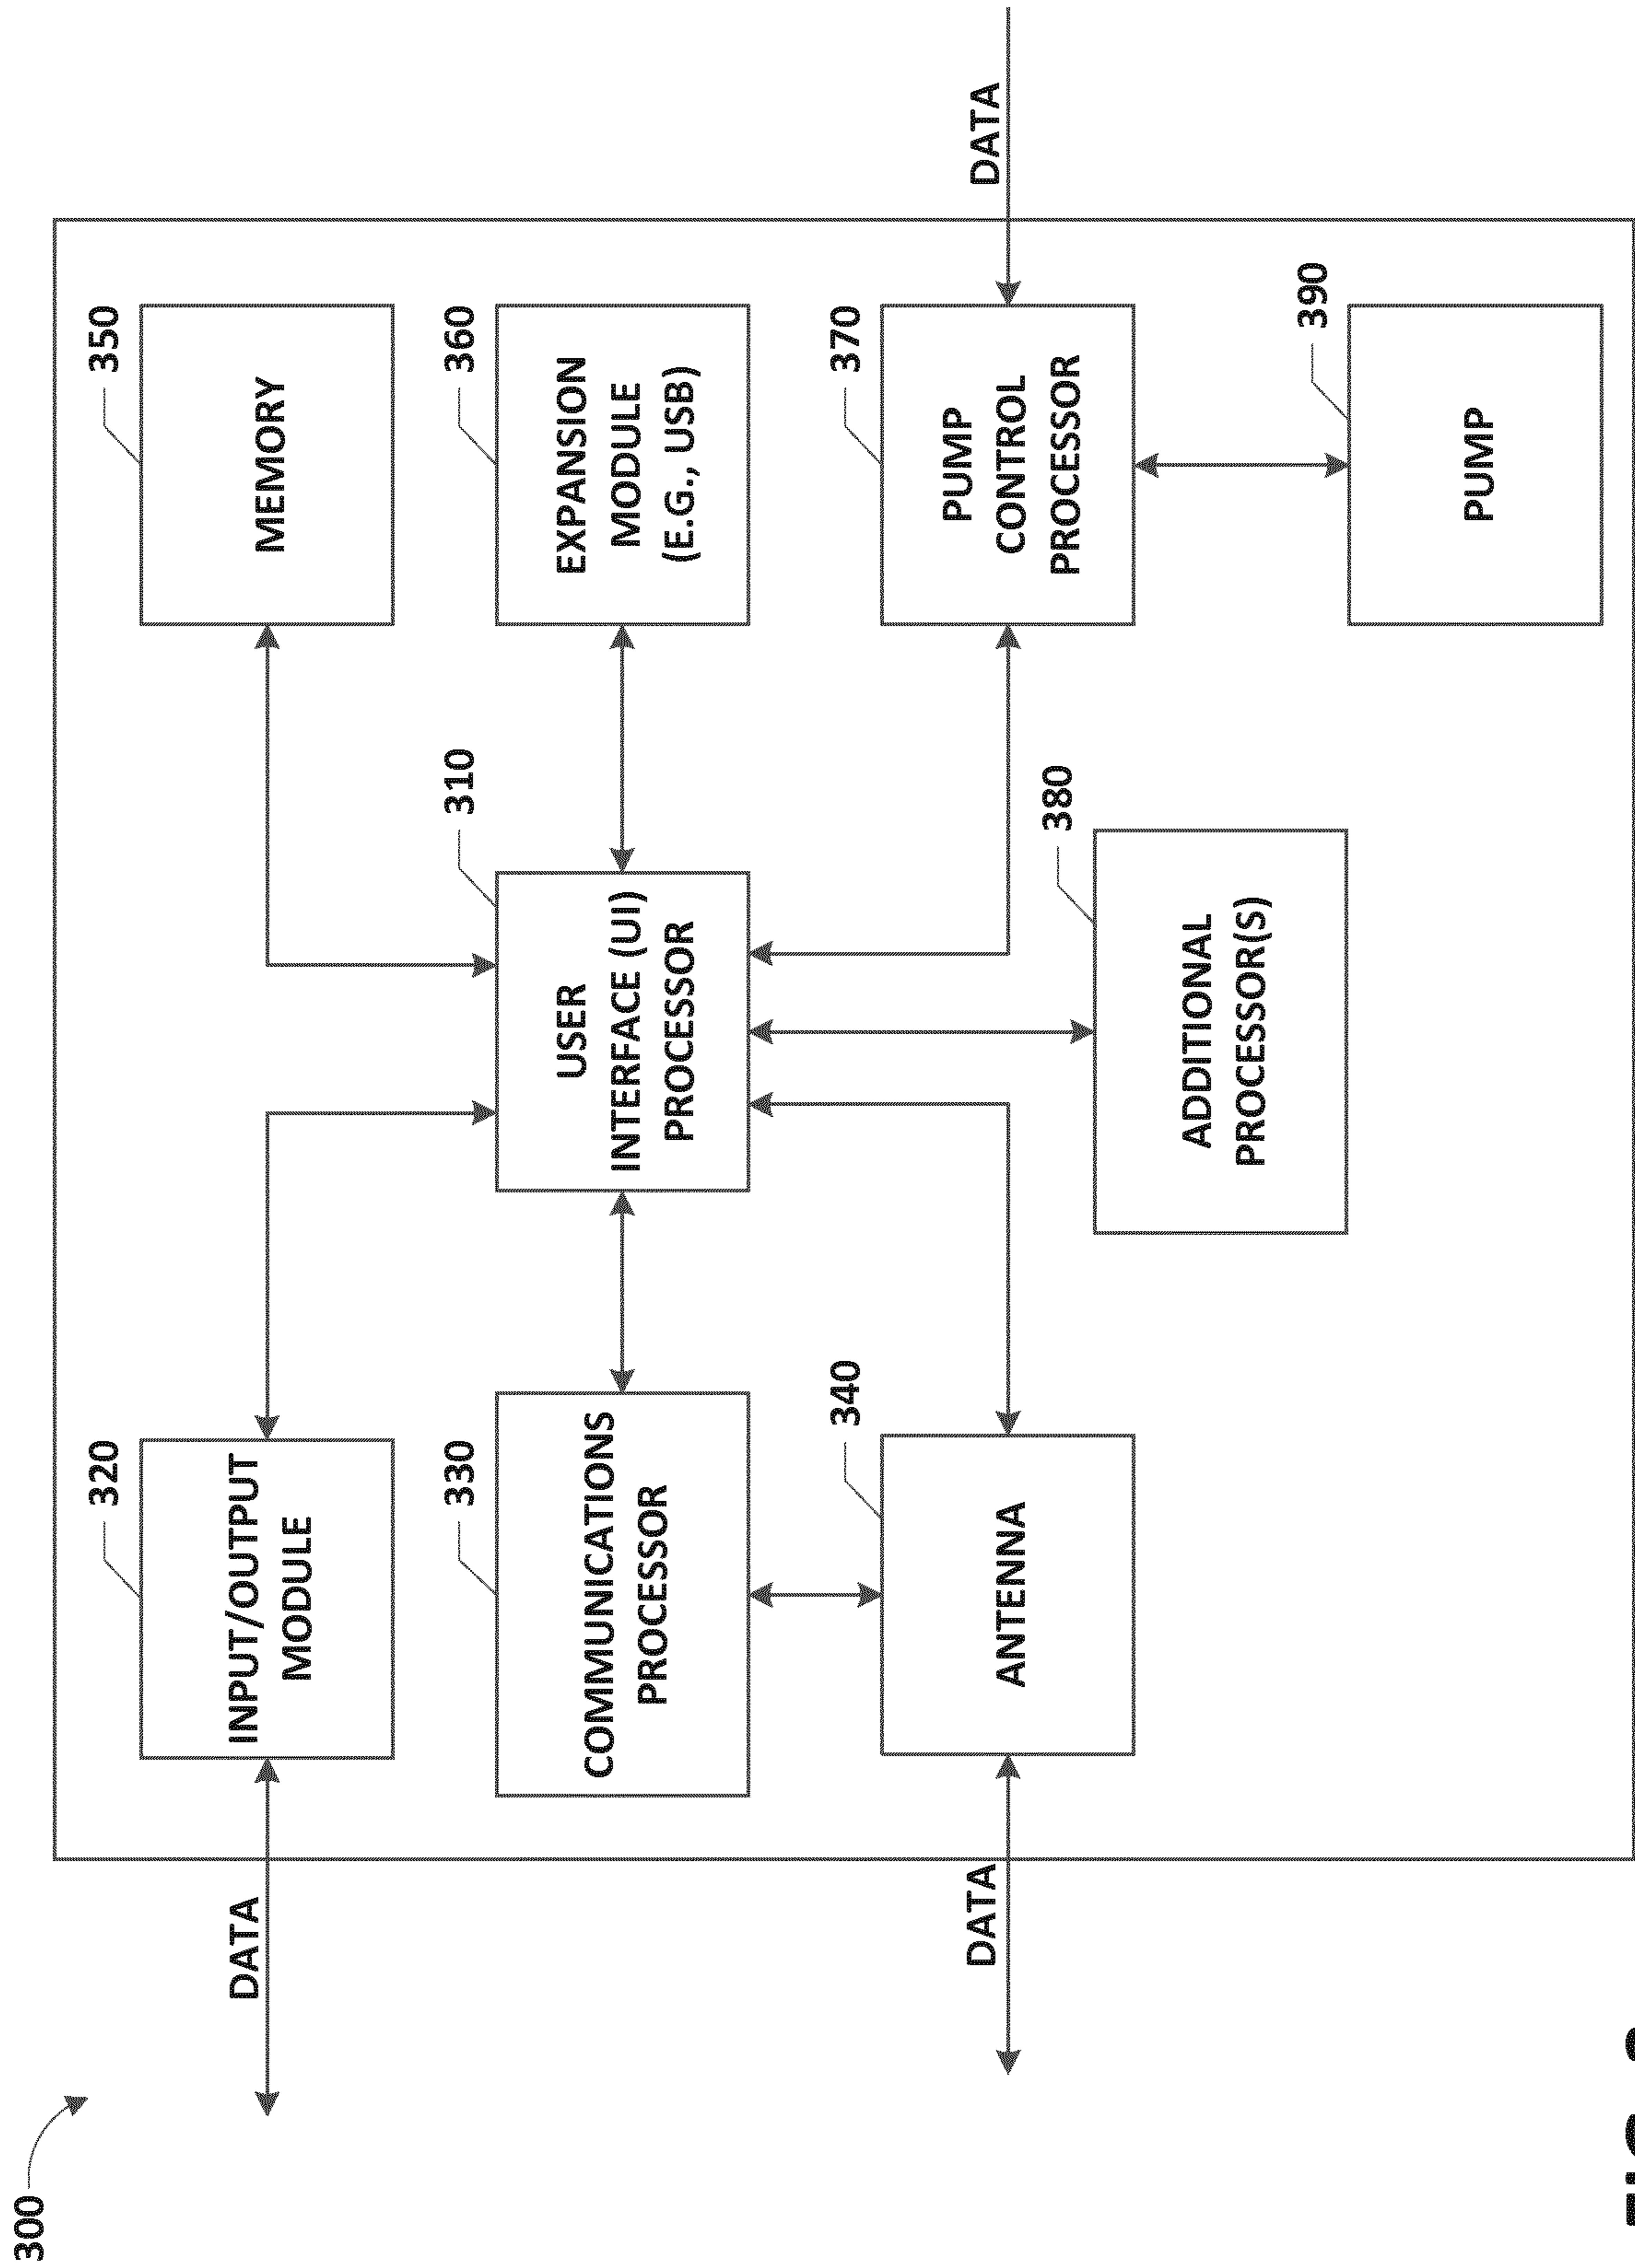 300
320
INPUT/OUTPUT
MODULE
DATA
330
COMMUNICATIONS
PROCESSOR
340
ANTENNA
DATA
310
USER
INTERFACE (UI)
PROCESSOR
380
ADDITIONAL
PROCESSOR(S)
350
MEMORY
360
EXPANSION
MODULE
(E.G., USB)
370
PUMP
CONTROL
PROCESSOR
DATA
390
PUMP